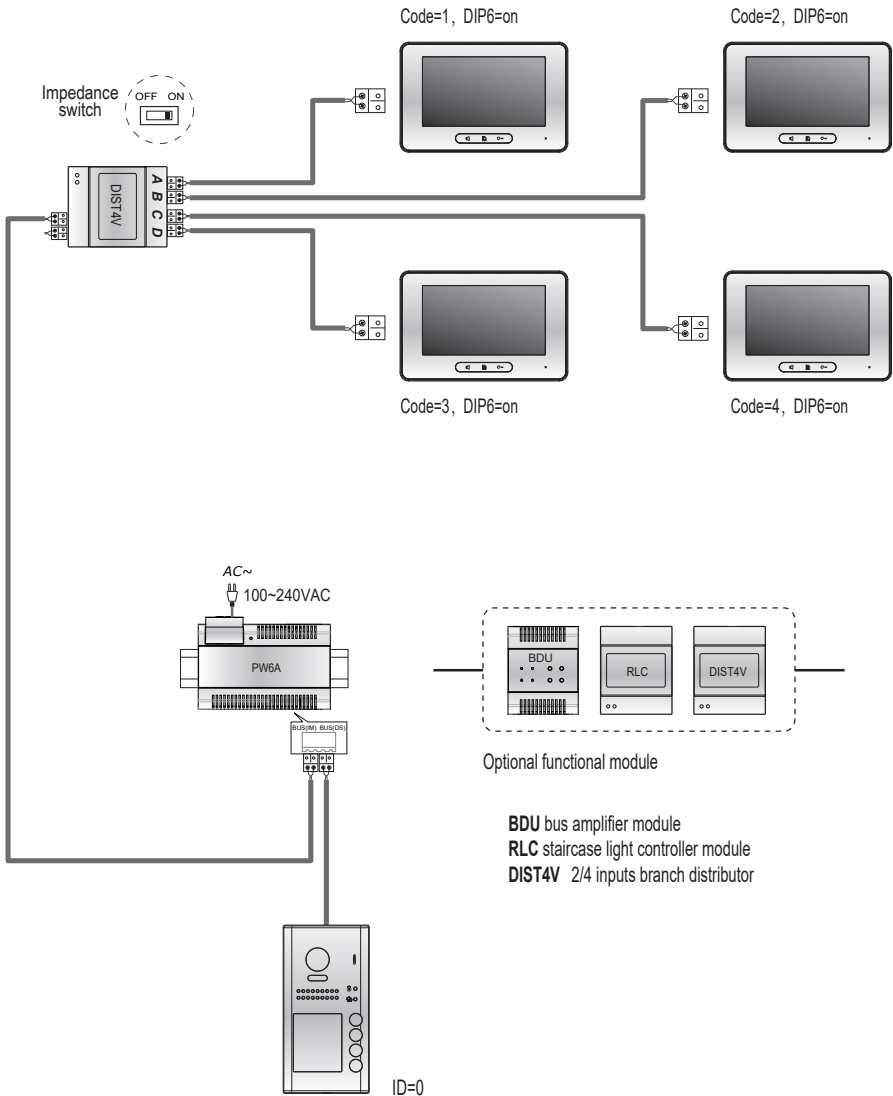 Code=1, DIP6=on
Code=2, DIP6=on
Impedance
switch
OFF ON
DIST4V
A
B
C
D
Code=3, DIP6=on
Code=4, DIP6=on
AC~
100~240VAC
PW6A
BUS(IM) BUS(DS)
BDU
RLC
DIST4V
Optional functional module
BDU bus amplifier module
RLC staircase light controller module
DIST4V 2/4 inputs branch distributor
ID=0